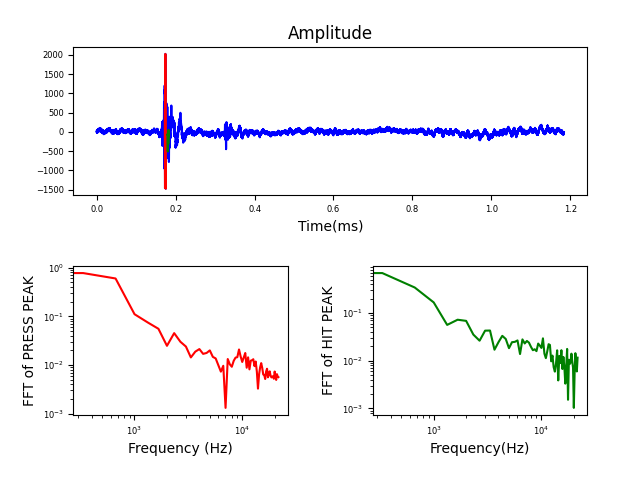 Amplitude
2000
1500
1000
500
0
−500
−1000
−1500
0.0 0.2 0.4 0.6 0.8 1.0 1.2
Time(ms)
FFT of PRESS PEAK
10⁰
10⁻¹
10⁻²
10⁻³
10³ 10⁴
Frequency (Hz)
FFT of HIT PEAK
10⁻¹
10⁻²
10⁻³
10³ 10⁴
Frequency(Hz)